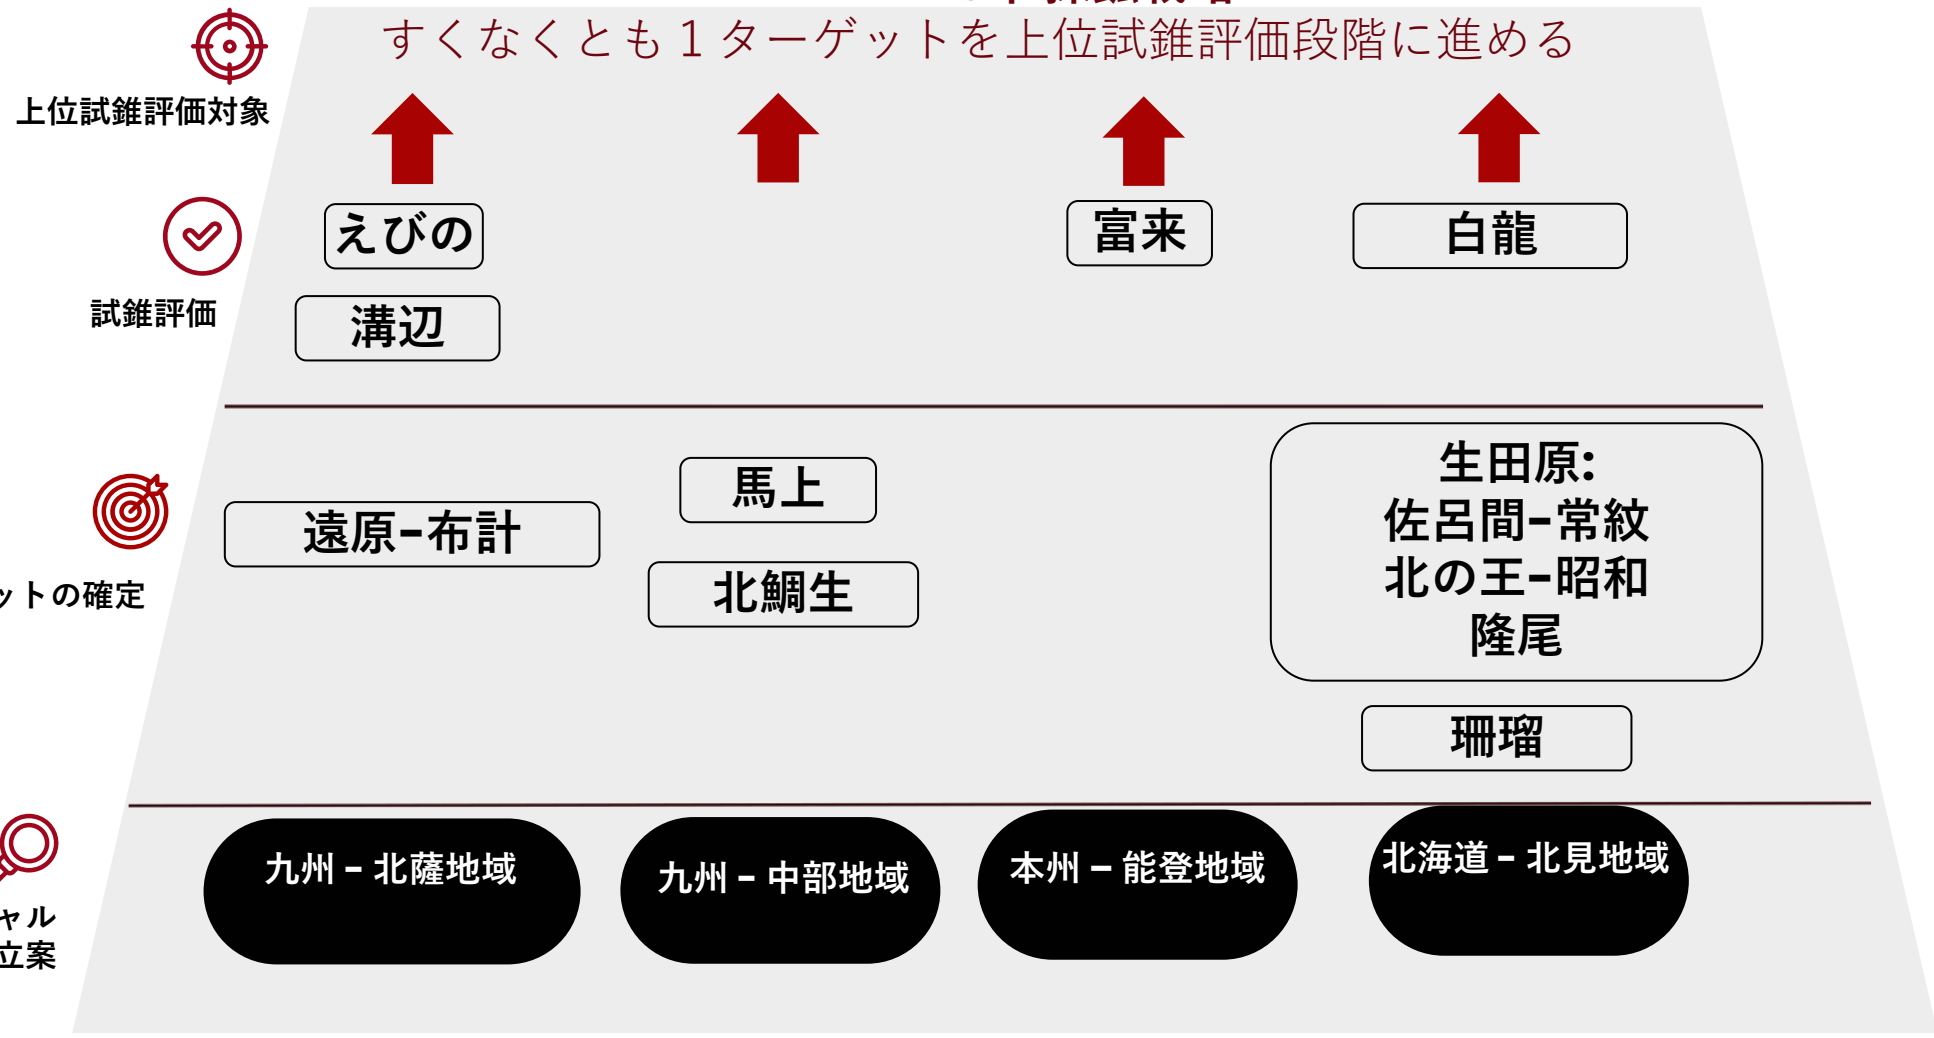 すくなくとも１ターゲットを上位試錐評価段階に進める
上位試錐評価対象
えびの
富来
白龍
試錐評価
溝辺
生田原:
佐呂間–常紋
北の王–昭和
隆尾
馬上
遠原–布計
北鯛生
ットの確定
珊瑠
九州 – 北薩地域
九州 – 中部地域
本州 – 能登地域
北海道 – 北見地域
ャル
立案